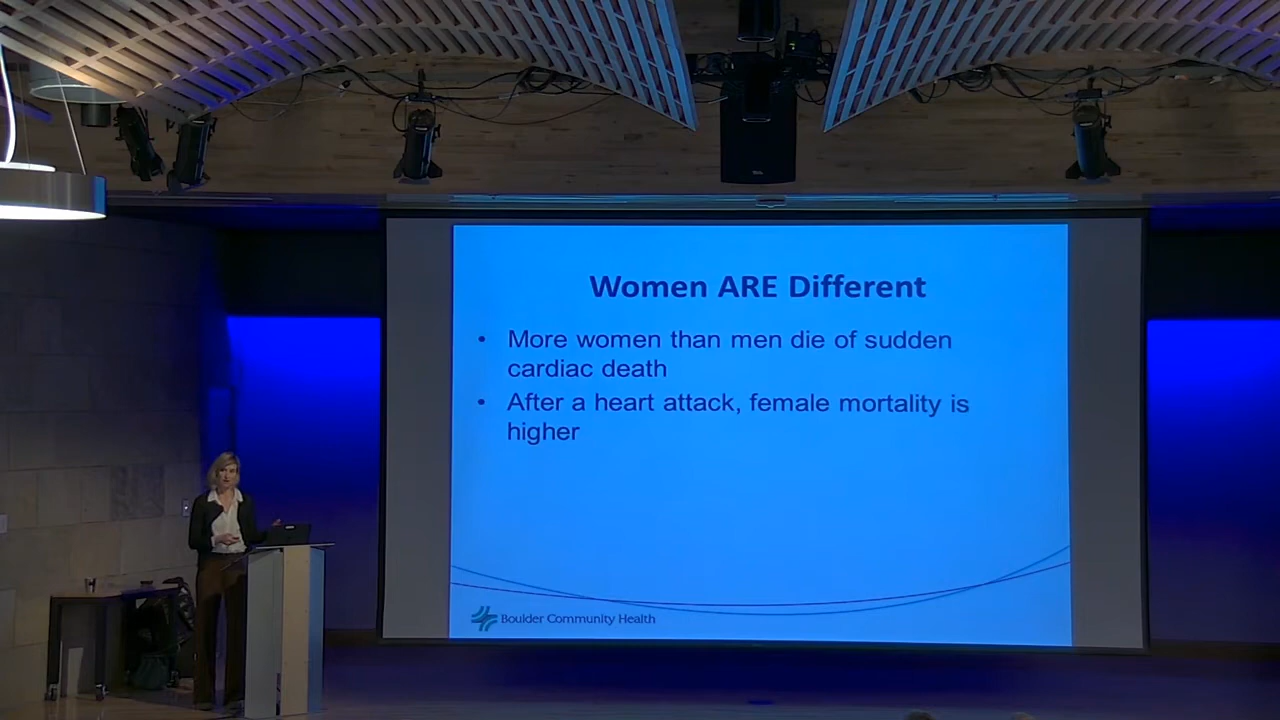 Women ARE Different
• More women than men die of sudden
cardiac death
• After a heart attack, female mortality is
higher
Boulder Community Health